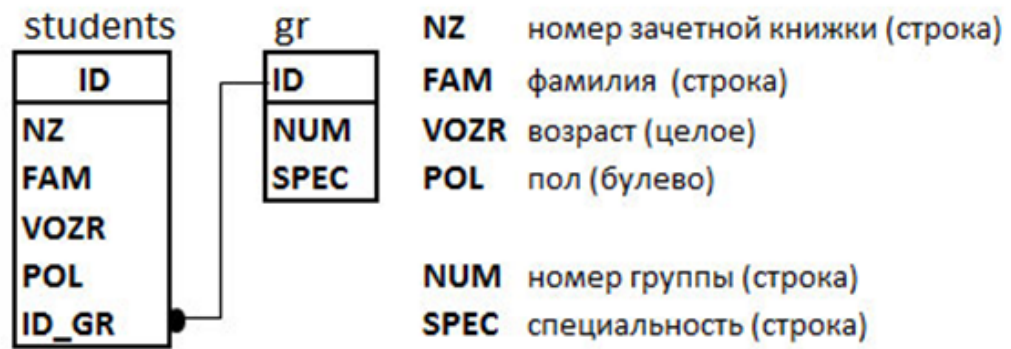 students
ID
NZ
FAM
VOZR
POL
ID_GR
gr
ID
NUM
SPEC
NZ номер зачетной книжки (строка)
FAM фамилия (строка)
VOZR возраст (целое)
POL пол (булево)
NUM номер группы (строка)
SPEC специальность (строка)